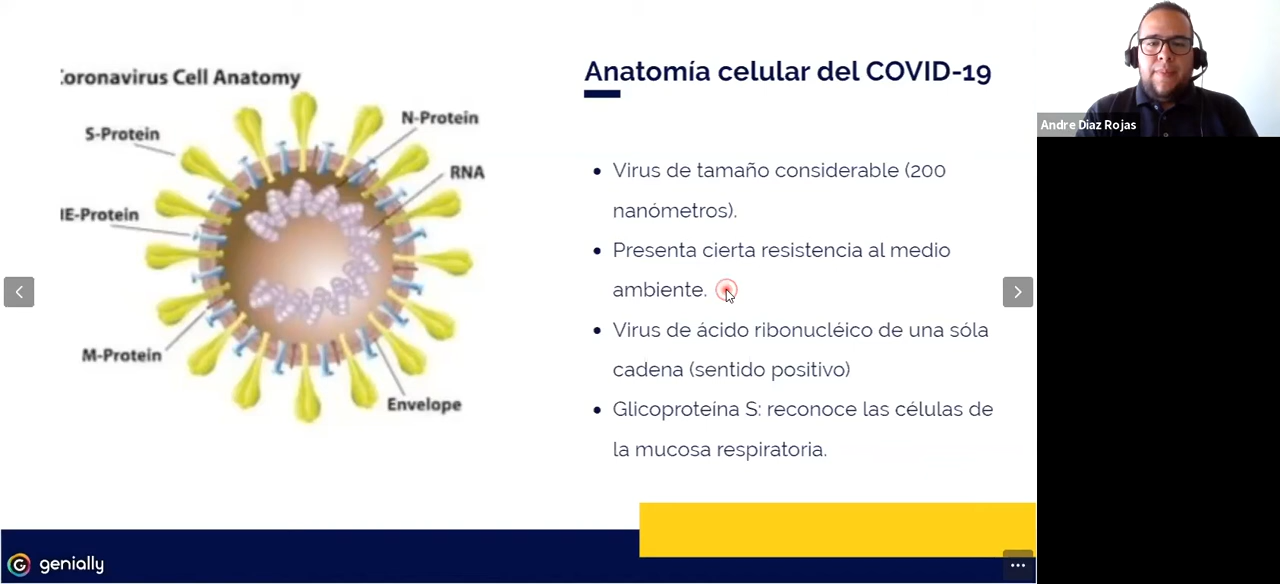 oronavirus Cell Anatomy
S-Protein
N-Protein
RNA
IE-Protein
M-Protein
Envelope
Anatomía celular del COVID-19
• Virus de tamaño considerable (200
nanómetros).
• Presenta cierta resistencia al medio
ambiente.
• Virus de ácido ribonucléico de una sóla
cadena (sentido positivo)
• Glicoproteína S: reconoce las células de
la mucosa respiratoria.
genially
Andre Diaz Rojas